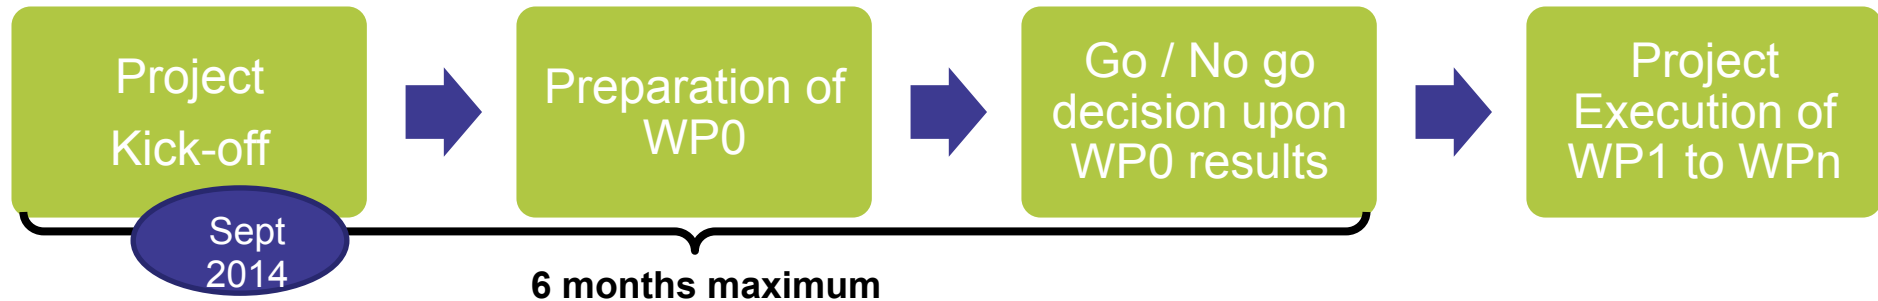 Project
Kick-off
Preparation of
WP0
Go / No go
decision upon
WP0 results
Project
Execution of
WP1 to WPn
Sept
2014
6 months maximum